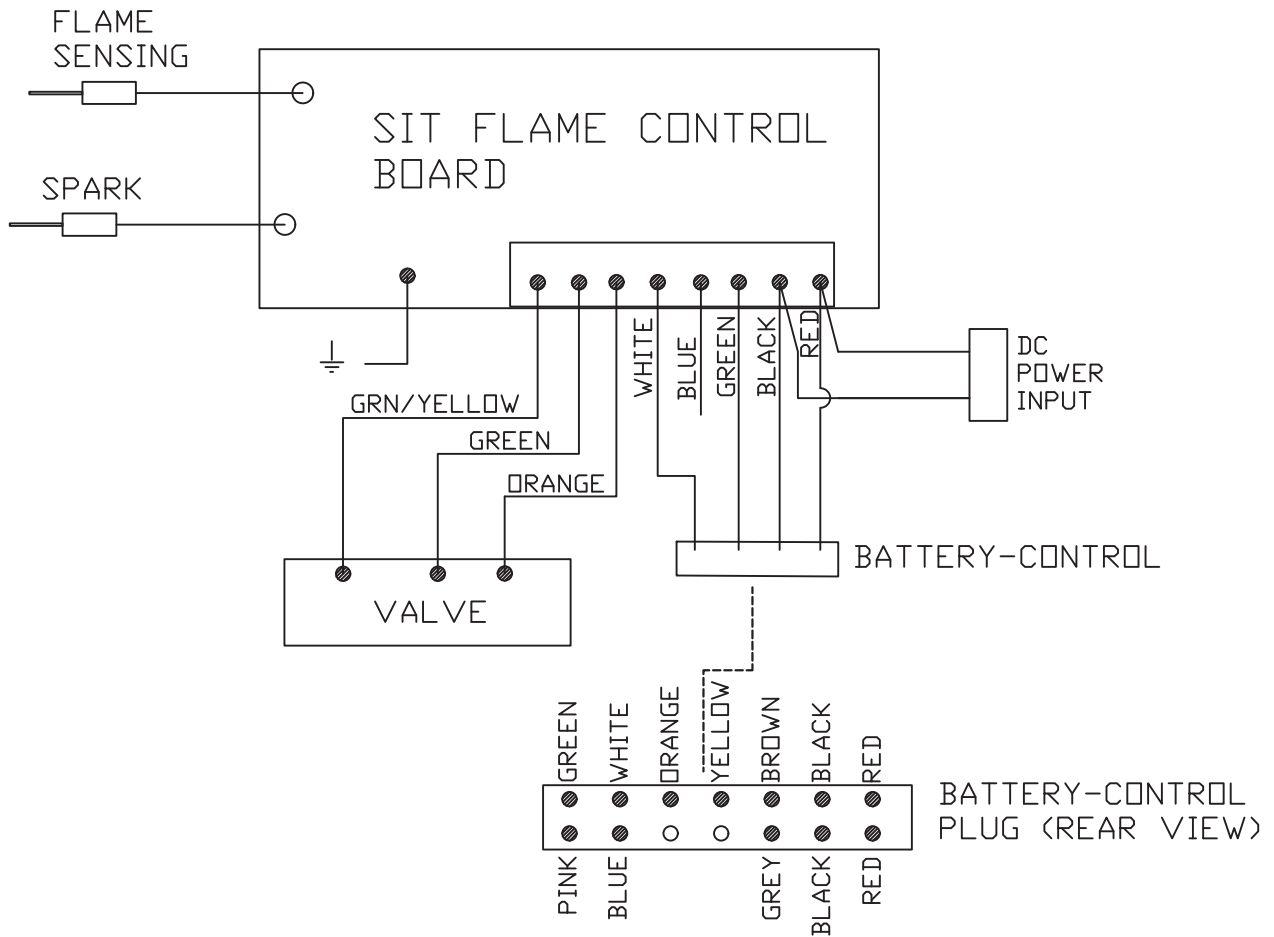 FLAME
SENSING
SIT FLAME CONTROL
BOARD
SPARK
WHITE
BLUE
GREEN
BLACK
RED
DC
POWER
INPUT
GRN/YELLOW
GREEN
ORANGE
BATTERY-CONTROL
VALVE
GREEN
WHITE
ORANGE
YELLOW
BROWN
BLACK
RED
BATTERY-CONTROL
PLUG (REAR VIEW)
PINK
BLUE
GREY
BLACK
RED